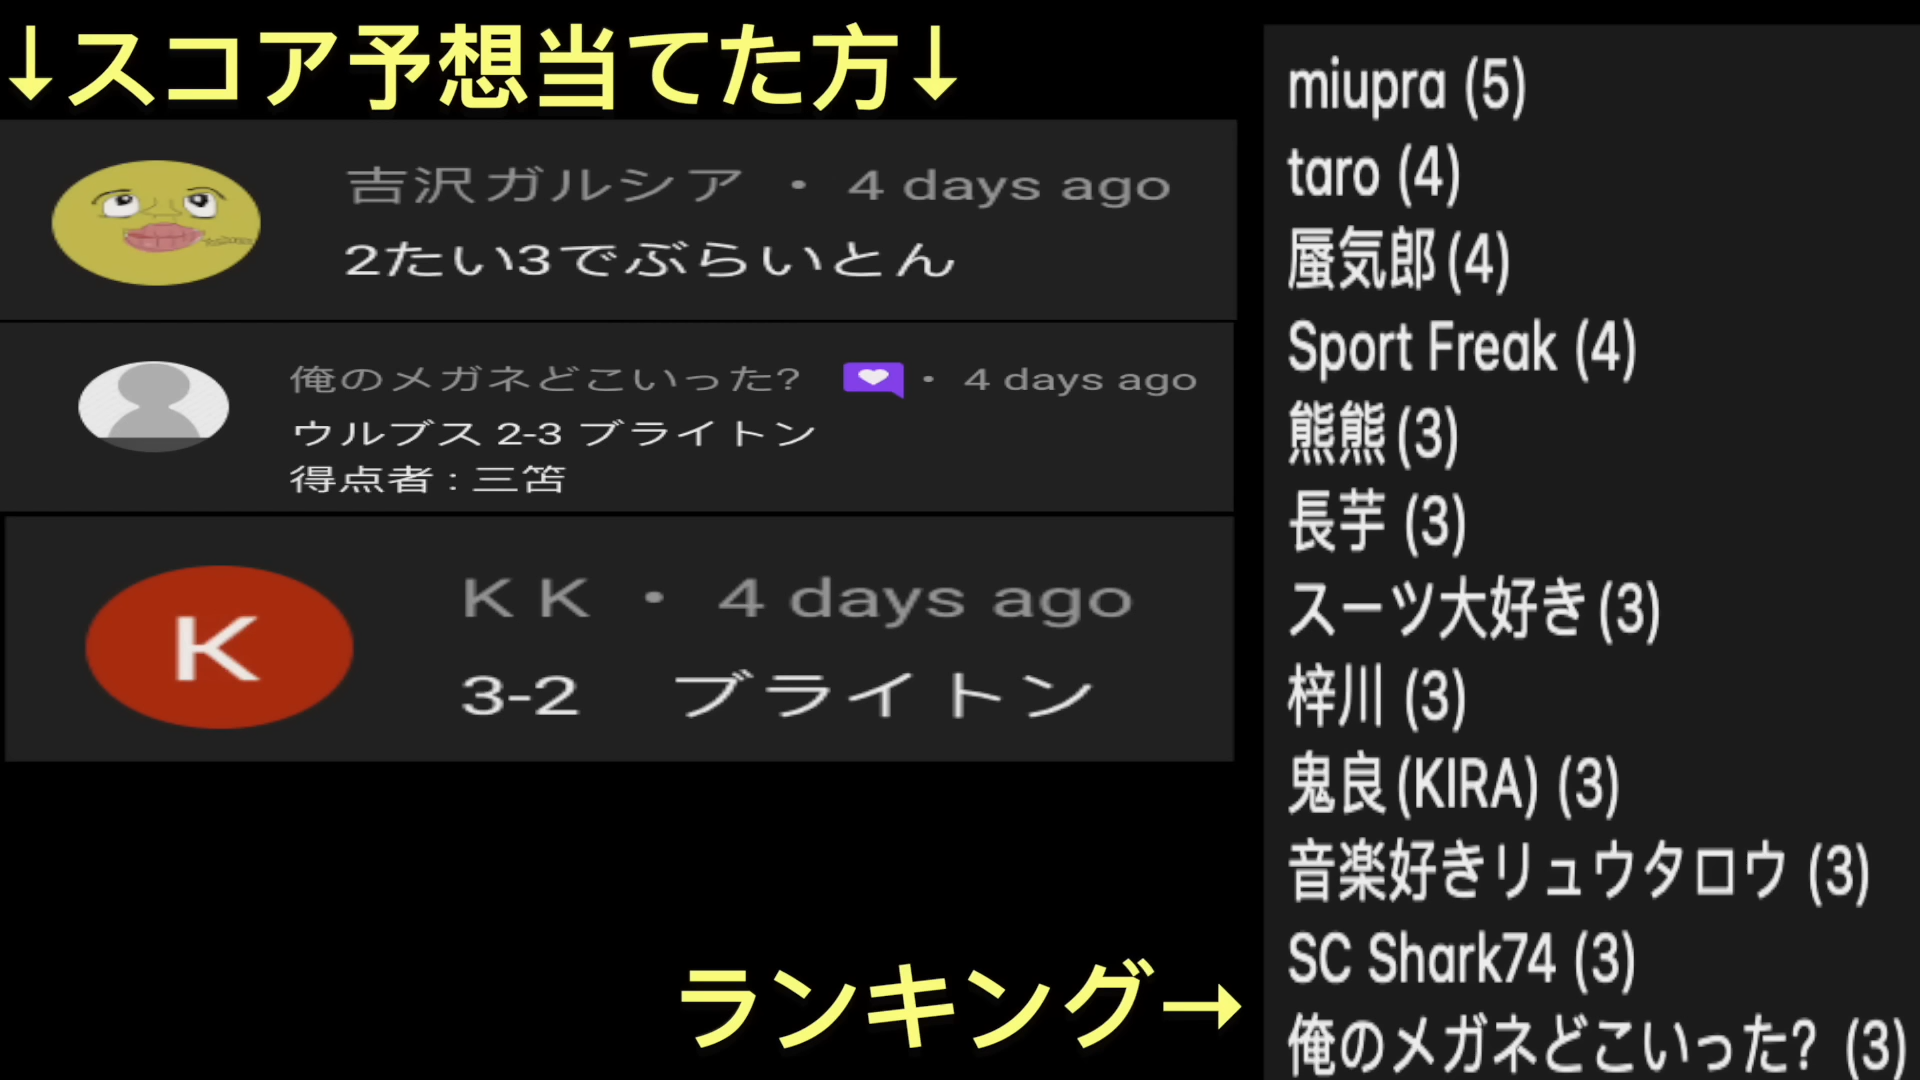 ↓スコア予想当てた方↓
吉沢ガルシア • 4 days ago
2たい3でぶらいとん
俺のメガネどこいった? • 4 days ago
ウルブス 2-3 ブライトン
得点者 : 三笘
K
K K • 4 days ago
3-2　ブライトン
ランキング→
miupra (5)
taro (4)
蜃気郎 (4)
Sport Freak (4)
熊熊 (3)
長芋 (3)
スーツ大好き (3)
梓川 (3)
鬼良 (KIRA) (3)
音楽好きリュウタロウ (3)
SC Shark74 (3)
俺のメガネどこいった? (3)